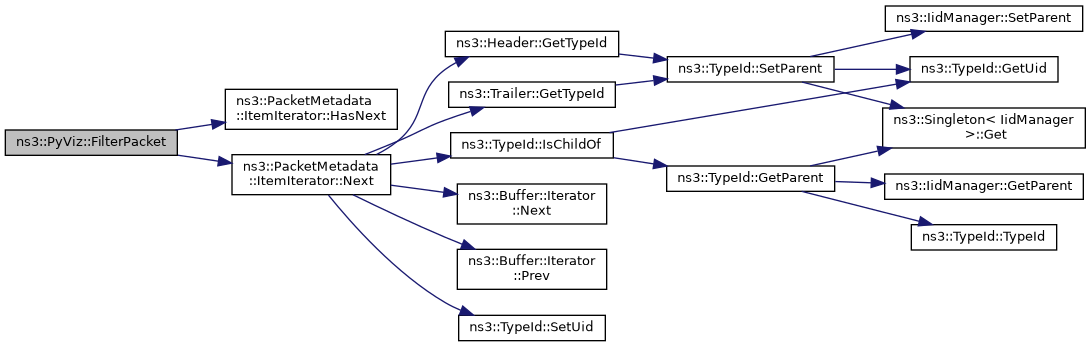 ns3::PyViz::FilterPacket
ns3::PacketMetadata
::ItemIterator::HasNext
ns3::PacketMetadata
::ItemIterator::Next
ns3::Header::GetTypeId
ns3::Trailer::GetTypeId
ns3::TypeId::IsChildOf
ns3::Buffer::Iterator
::Next
ns3::Buffer::Iterator
::Prev
ns3::TypeId::SetUid
ns3::TypeId::SetParent
ns3::TypeId::GetParent
ns3::IidManager::SetParent
ns3::TypeId::GetUid
ns3::Singleton< IidManager
>::Get
ns3::IidManager::GetParent
ns3::TypeId::TypeId